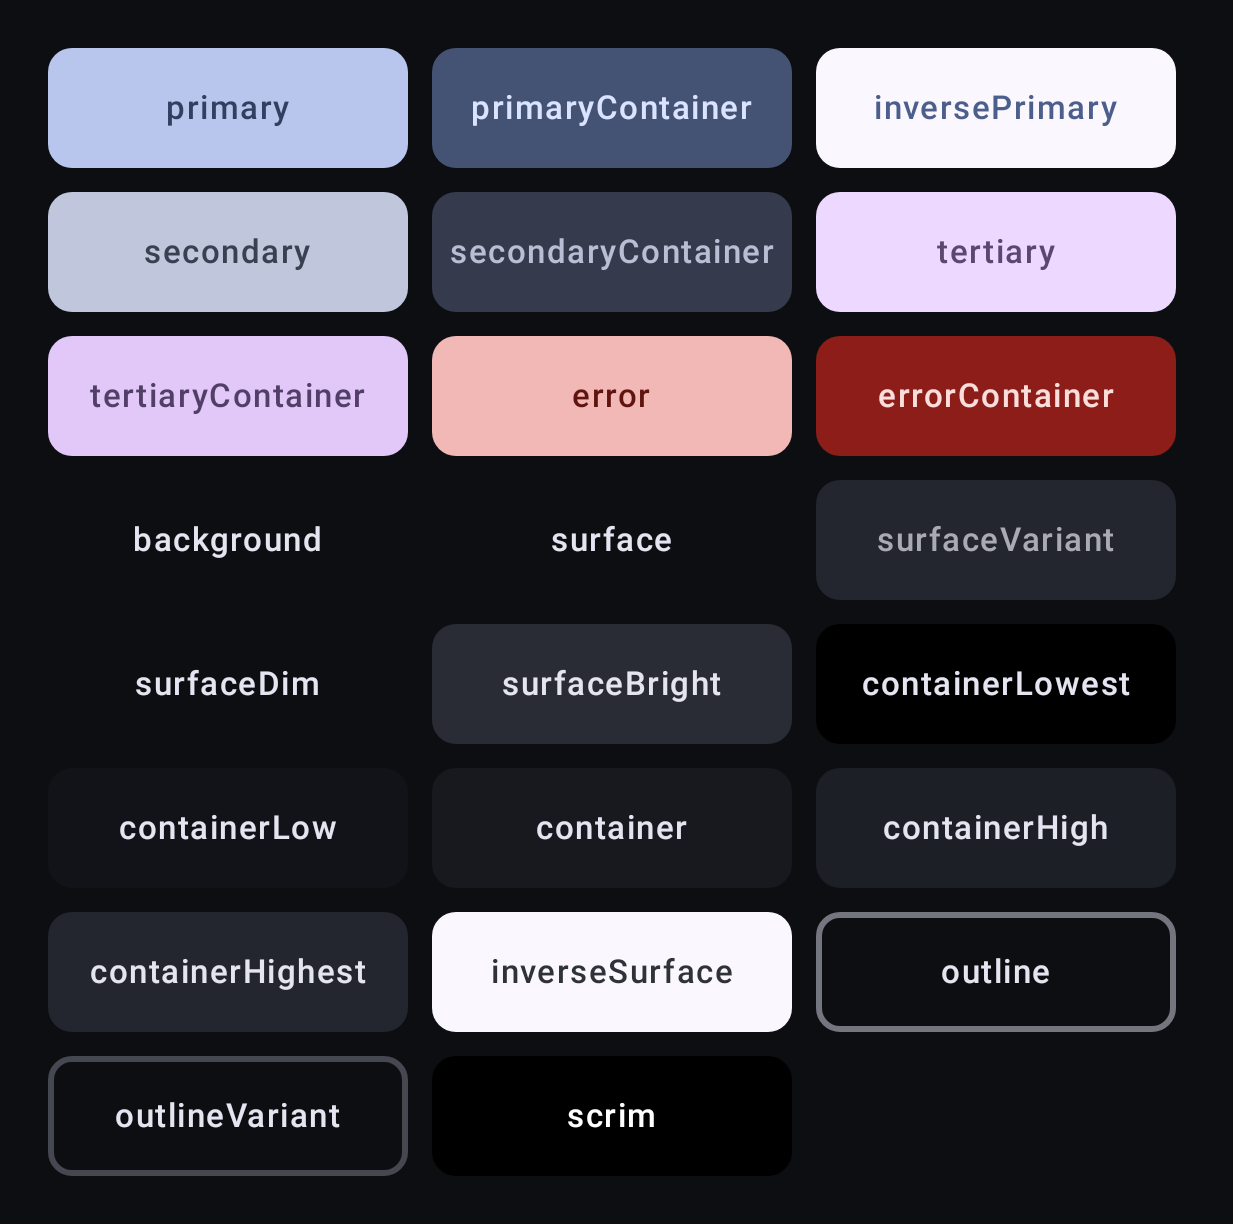 primary
primaryContainer
inversePrimary
secondary
secondaryContainer
tertiary
tertiaryContainer
error
errorContainer
background
surface
surfaceVariant
surfaceDim
surfaceBright
containerLowest
containerLow
container
containerHigh
containerHighest
inverseSurface
outline
outlineVariant
scrim